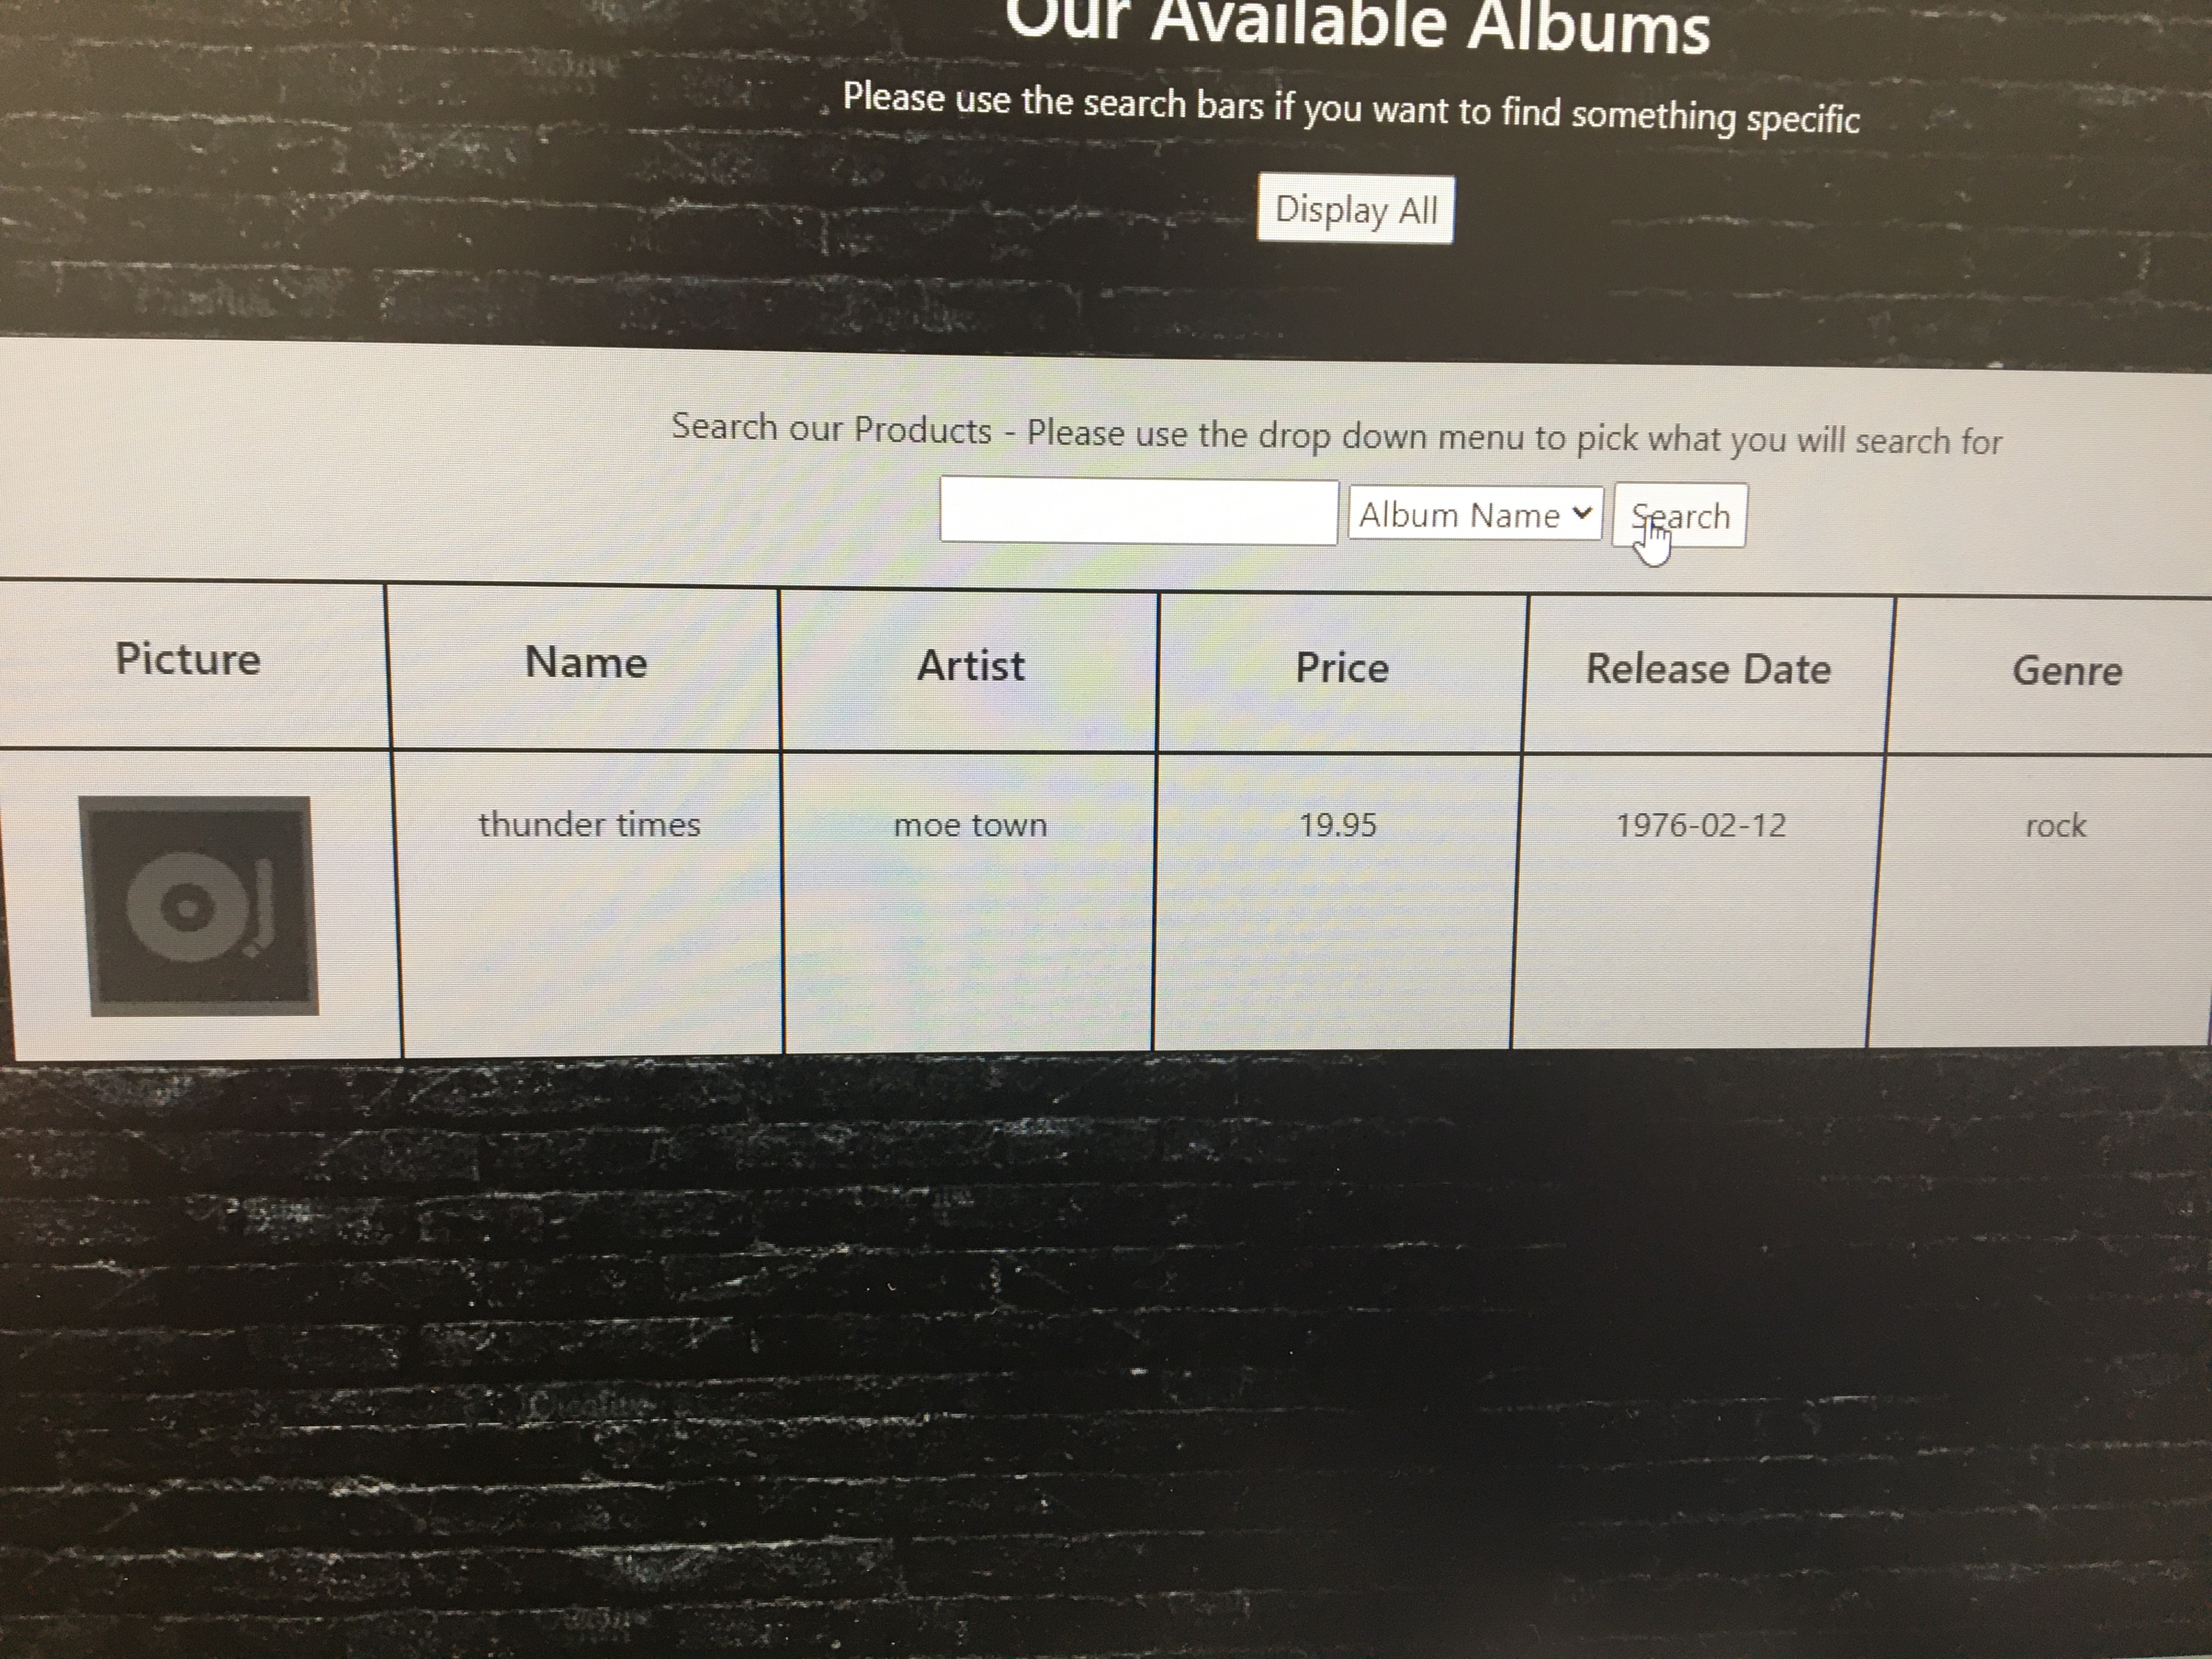 Our Available Albums
Please use the search bars if you want to find something specific
Display All
Search our Products - Please use the drop down menu to pick what you will search for
Album Name Search
Picture Name Artist Price Release Date Genre
thunder times moe town 19.95 1976-02-12 rock